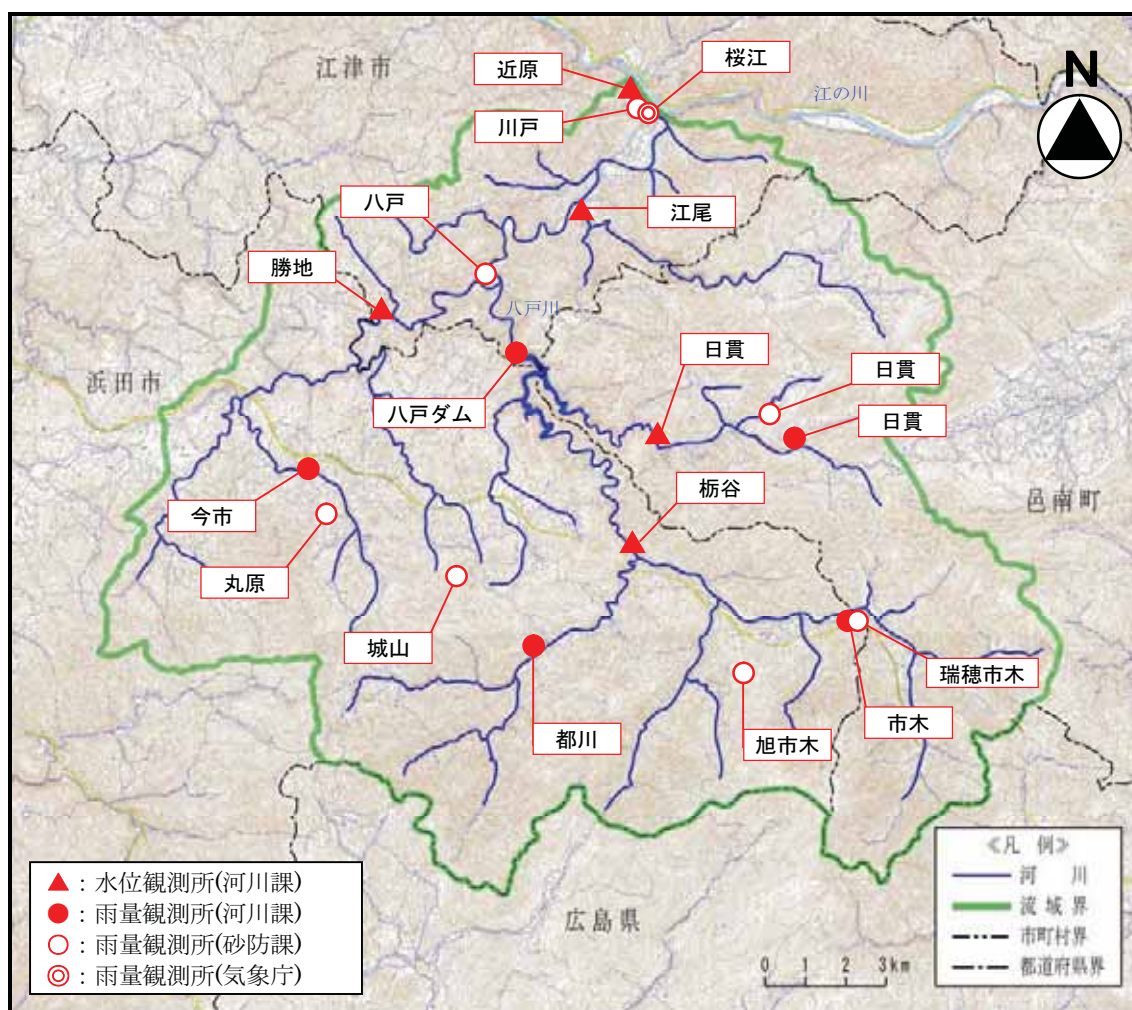 江津市
近原
桜江
N
江の川
川戸
八戸
江尾
勝地
八戸川
浜田市
日貫
日貫
八戸ダム
日貫
栃谷
邑南町
今市
丸原
城山
瑞穂市木
都川
旭市木
市木
広島県
≪凡 例≫
河 川
流域界
市町村界
都道府県界
0 1 2 3km
▲:水位観測所(河川課)
●:雨量観測所(河川課)
○:雨量観測所(砂防課)
◎:雨量観測所(気象庁)